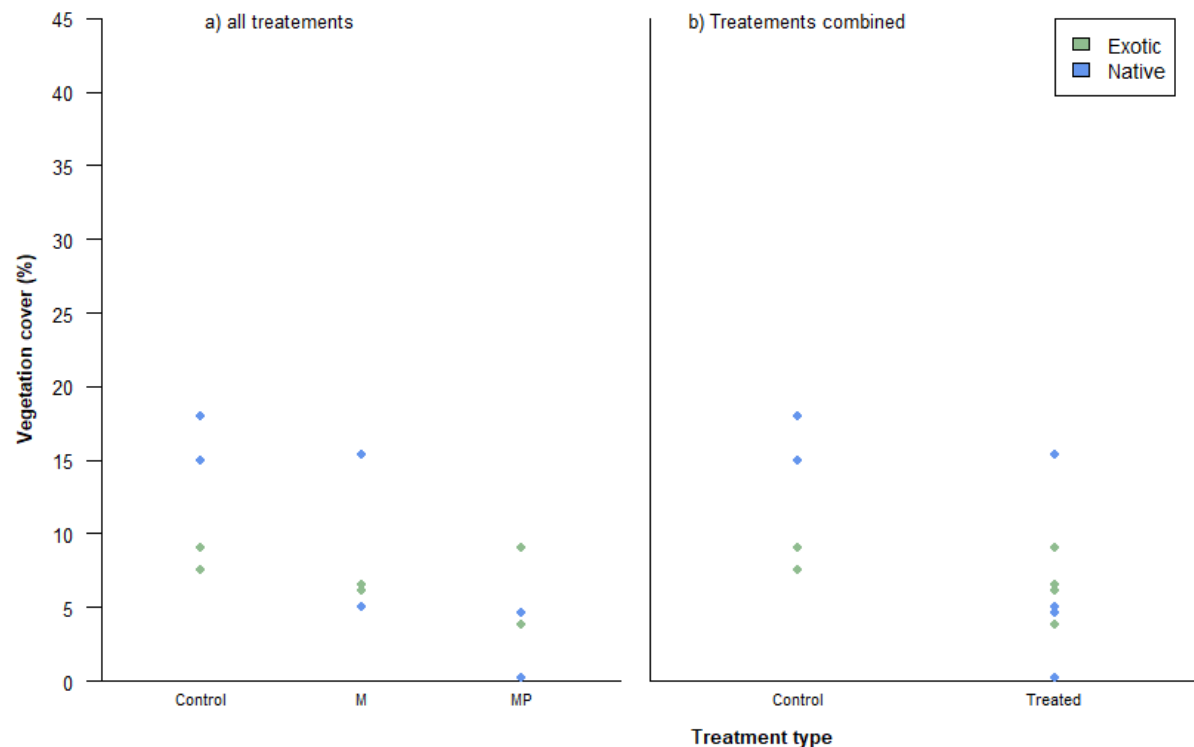 a) all treatements
b) Treatements combined
Exotic
Native
Vegetation cover (%)
45
40
35
30
25
20
15
10
5
0
Control M MP
Control Treated
Treatment type